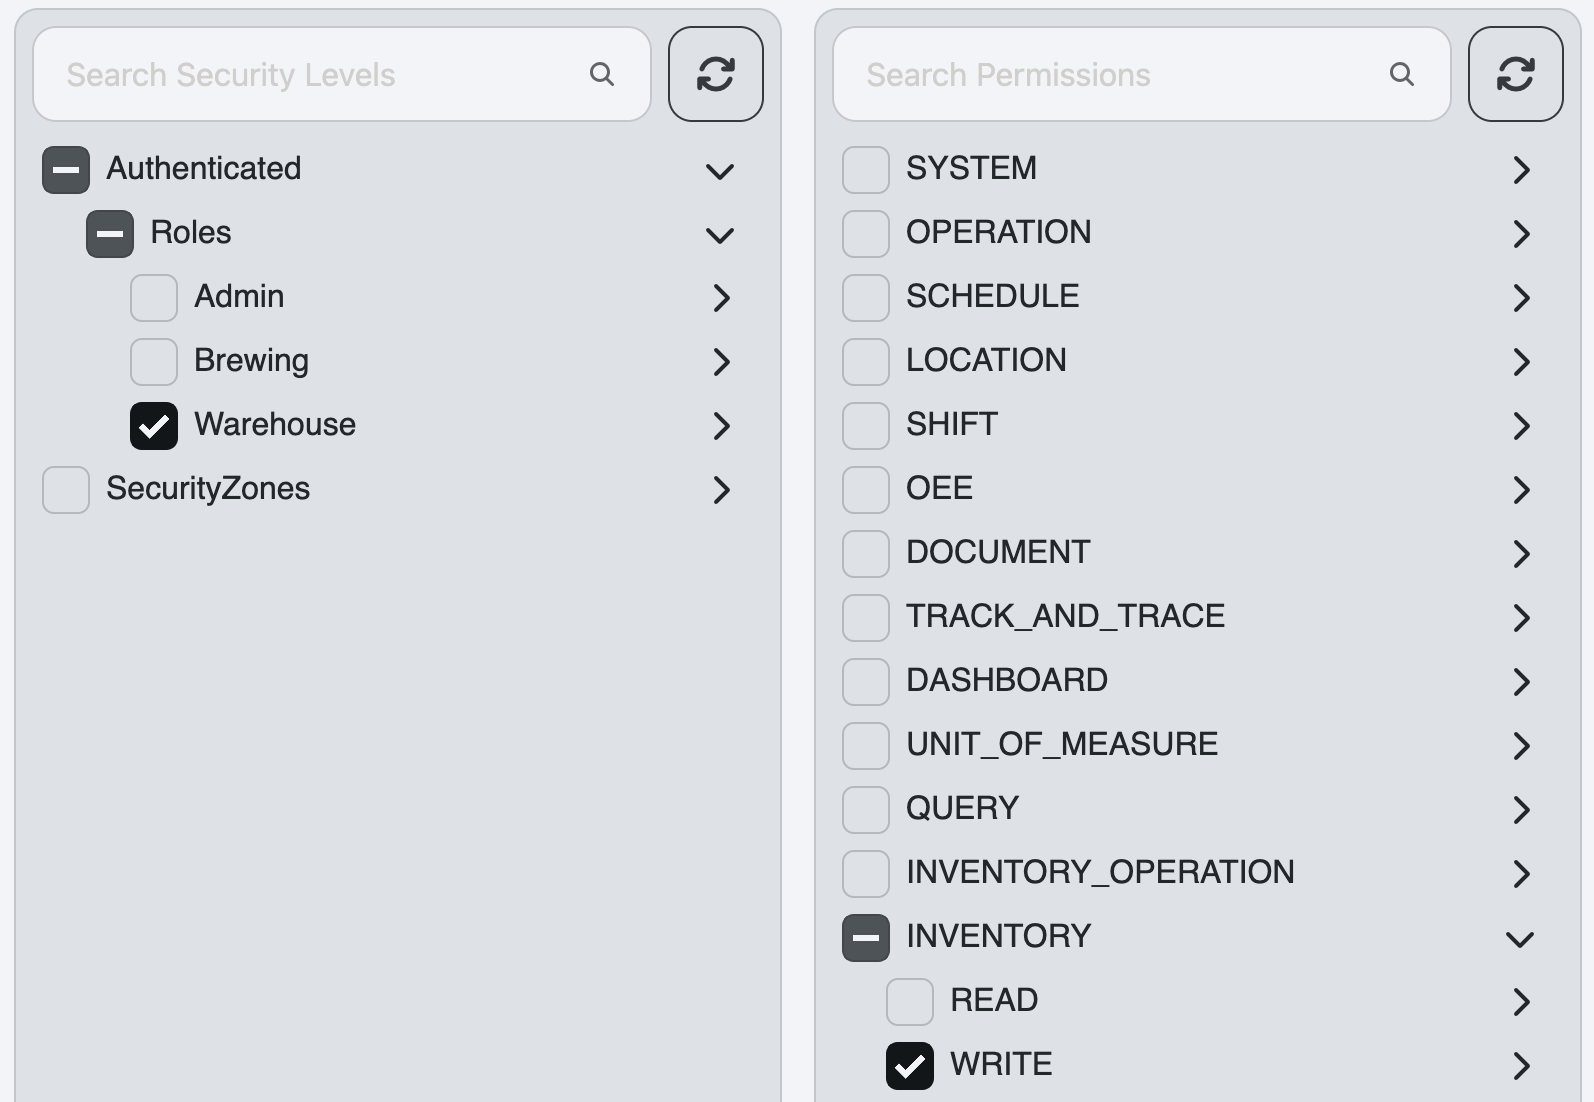 Search Security Levels
Authenticated
Roles
Admin
Brewing
Warehouse
SecurityZones
Search Permissions
SYSTEM
OPERATION
SCHEDULE
LOCATION
SHIFT
OEE
DOCUMENT
TRACK_AND_TRACE
DASHBOARD
UNIT_OF_MEASURE
QUERY
INVENTORY_OPERATION
INVENTORY
READ
WRITE